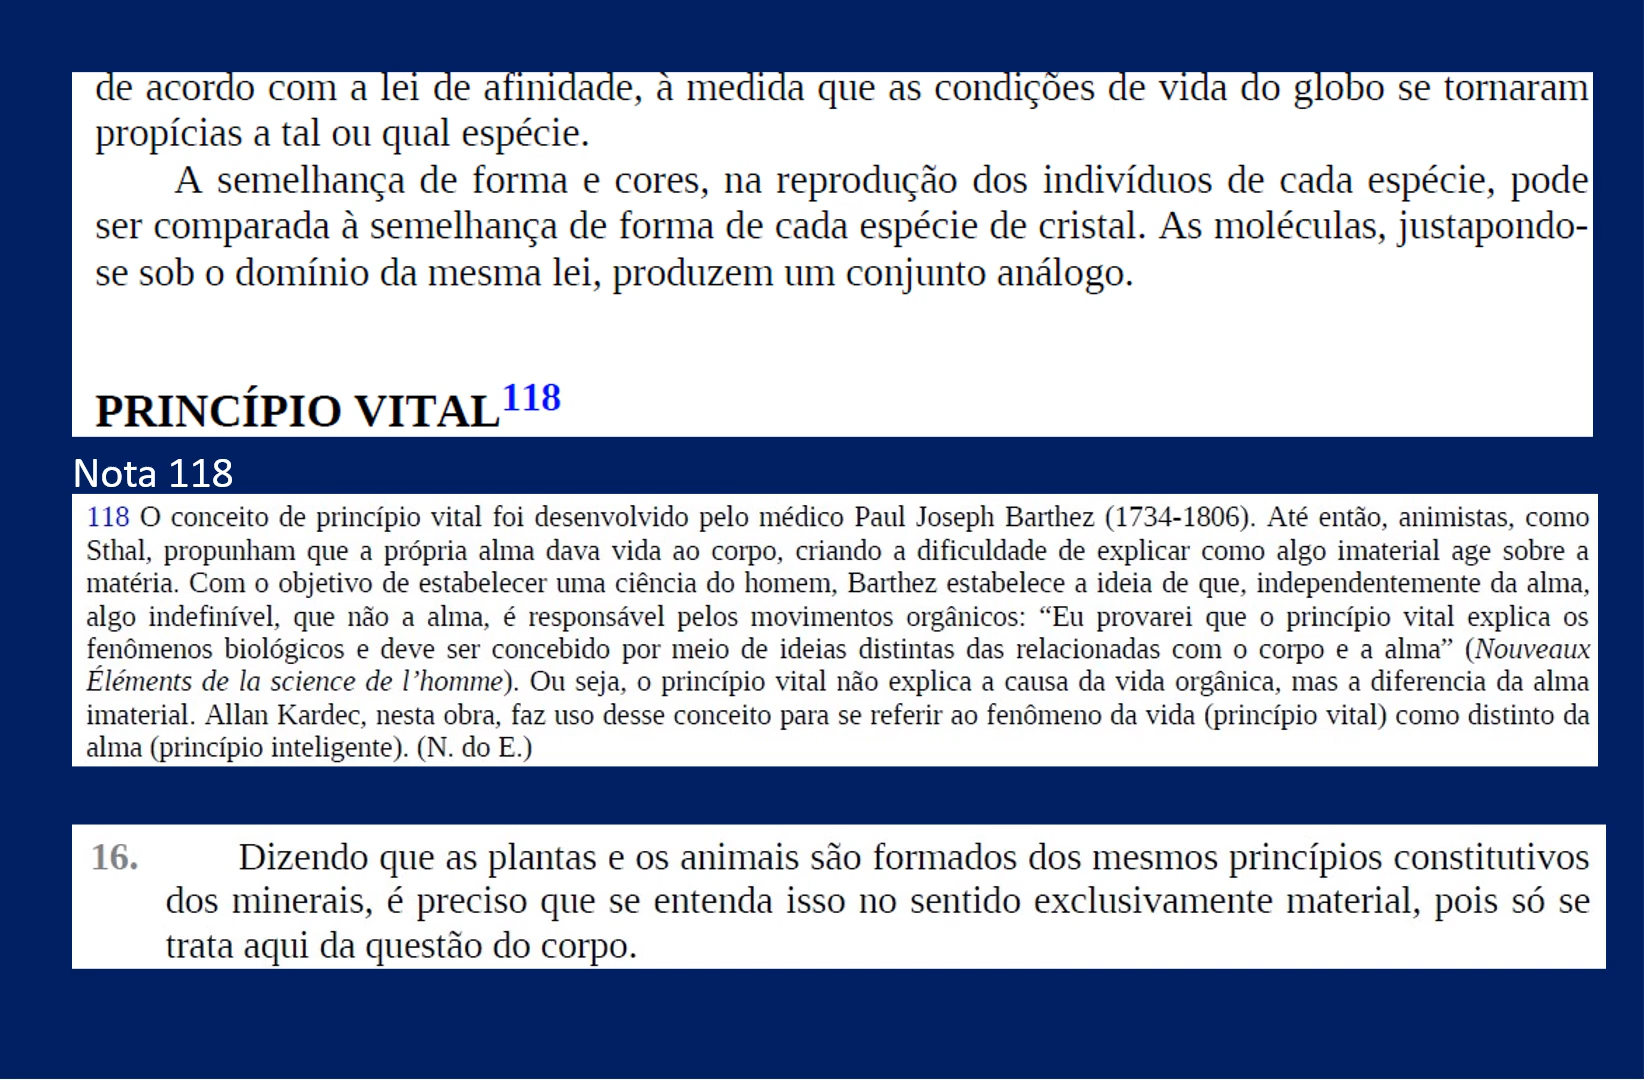 de acordo com a lei de afinidade, à medida que as condições de vida do globo se tornaram
propícias a tal ou qual espécie.
A semelhança de forma e cores, na reprodução dos indivíduos de cada espécie, pode
ser comparada à semelhança de forma de cada espécie de cristal. As moléculas, justapondo-
se sob o domínio da mesma lei, produzem um conjunto análogo.
PRINCÍPIO VITAL118
Nota 118
118 O conceito de princípio vital foi desenvolvido pelo médico Paul Joseph Barthez (1734-1806). Até então, animistas, como
Sthal, propunham que a própria alma dava vida ao corpo, criando a dificuldade de explicar como algo imaterial age sobre a
matéria. Com o objetivo de estabelecer uma ciência do homem, Barthez estabelece a ideia de que, independentemente da alma,
algo indefinível, que não a alma, é responsável pelos movimentos orgânicos: “Eu provarei que o princípio vital explica os
fenômenos biológicos e deve ser concebido por meio de ideias distintas das relacionadas com o corpo e a alma” (Nouveaux
Éléments de la science de l’homme). Ou seja, o princípio vital não explica a causa da vida orgânica, mas a diferencia da alma
imaterial. Allan Kardec, nesta obra, faz uso desse conceito para se referir ao fenômeno da vida (princípio vital) como distinto da
alma (princípio inteligente). (N. do E.)
16. Dizendo que as plantas e os animais são formados dos mesmos princípios constitutivos
dos minerais, é preciso que se entenda isso no sentido exclusivamente material, pois só se
trata aqui da questão do corpo.